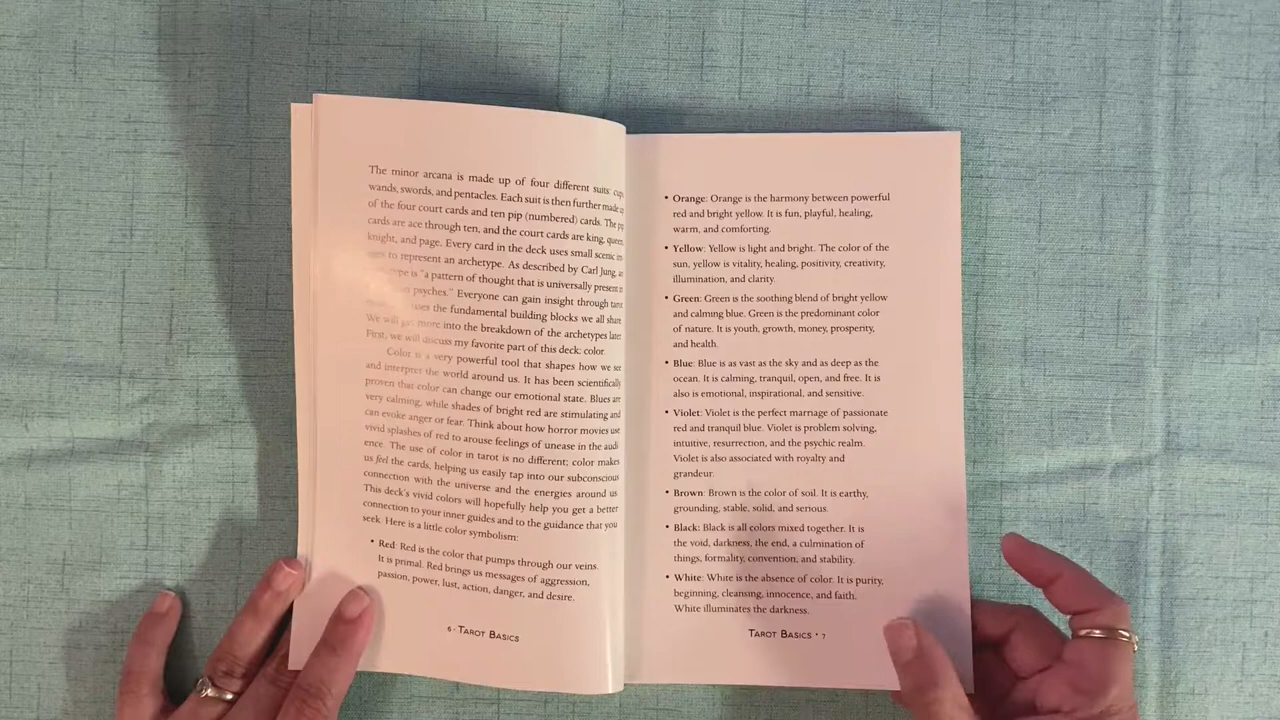 The minor arcana is made up of four different suits: cups,
wands, swords, and pentacles. Each suit is then further made up
of the four court cards and ten pip (numbered) cards. The pip
cards are ace through ten, and the court cards are king, queen,
knight, and page. Every card in the deck uses small scenic
to represent an archetype. As described by Carl Jung, an
is "a pattern of thought that is universally present in
psyches." Everyone can gain insight through tarot
uses the fundamental building blocks we all share.
We will get more into the breakdown of the archetypes later.
First, we will discuss my favorite part of this deck: color.
Color is a very powerful tool that shapes how we see
and interpret the world around us. It has been scientifically
proven that color can change our emotional state. Blues are
very calming, while shades of bright red are stimulating and
can evoke anger or fear. Think about how horror movies use
vivid splashes of red to arouse feelings of unease in the audi
ence. The use of color in tarot is no different; color makes
us feel the cards, helping us easily tap into our subconscious
connection with the universe and the energies around us.
This deck's vivid colors will hopefully help you get a better
connection to your inner guides and to the guidance that you
seek. Here is a little color symbolism:
• Red: Red is the color that pumps through our veins.
It is primal. Red brings us messages of aggression,
passion, power, lust, action, danger, and desire.
6 · Tarot Basics
• Orange: Orange is the harmony between powerful
red and bright yellow. It is fun, playful, healing,
warm, and comforting.
• Yellow: Yellow is light and bright. The color of the
sun, yellow is vitality, healing, positivity, creativity,
illumination, and clarity.
• Green: Green is the soothing blend of bright yellow
and calming blue. Green is the predominant color
of nature. It is youth, growth, money, prosperity,
and health.
• Blue: Blue is as vast as the sky and as deep as the
ocean. It is calming, tranquil, open, and free. It is
also is emotional, inspirational, and sensitive.
• Violet: Violet is the perfect marriage of passionate
red and tranquil blue. Violet is problem solving,
intuitive, resurrection, and the psychic realm.
Violet is also associated with royalty and
grandeur.
• Brown: Brown is the color of soil. It is earthy,
grounding, stable, solid, and serious.
• Black: Black is all colors mixed together. It is
the void, darkness, the end, a culmination of
things, formality, convention, and stability.
• White: White is the absence of color. It is purity,
beginning, cleansing, innocence, and faith.
White illuminates the darkness.
Tarot Basics · 7